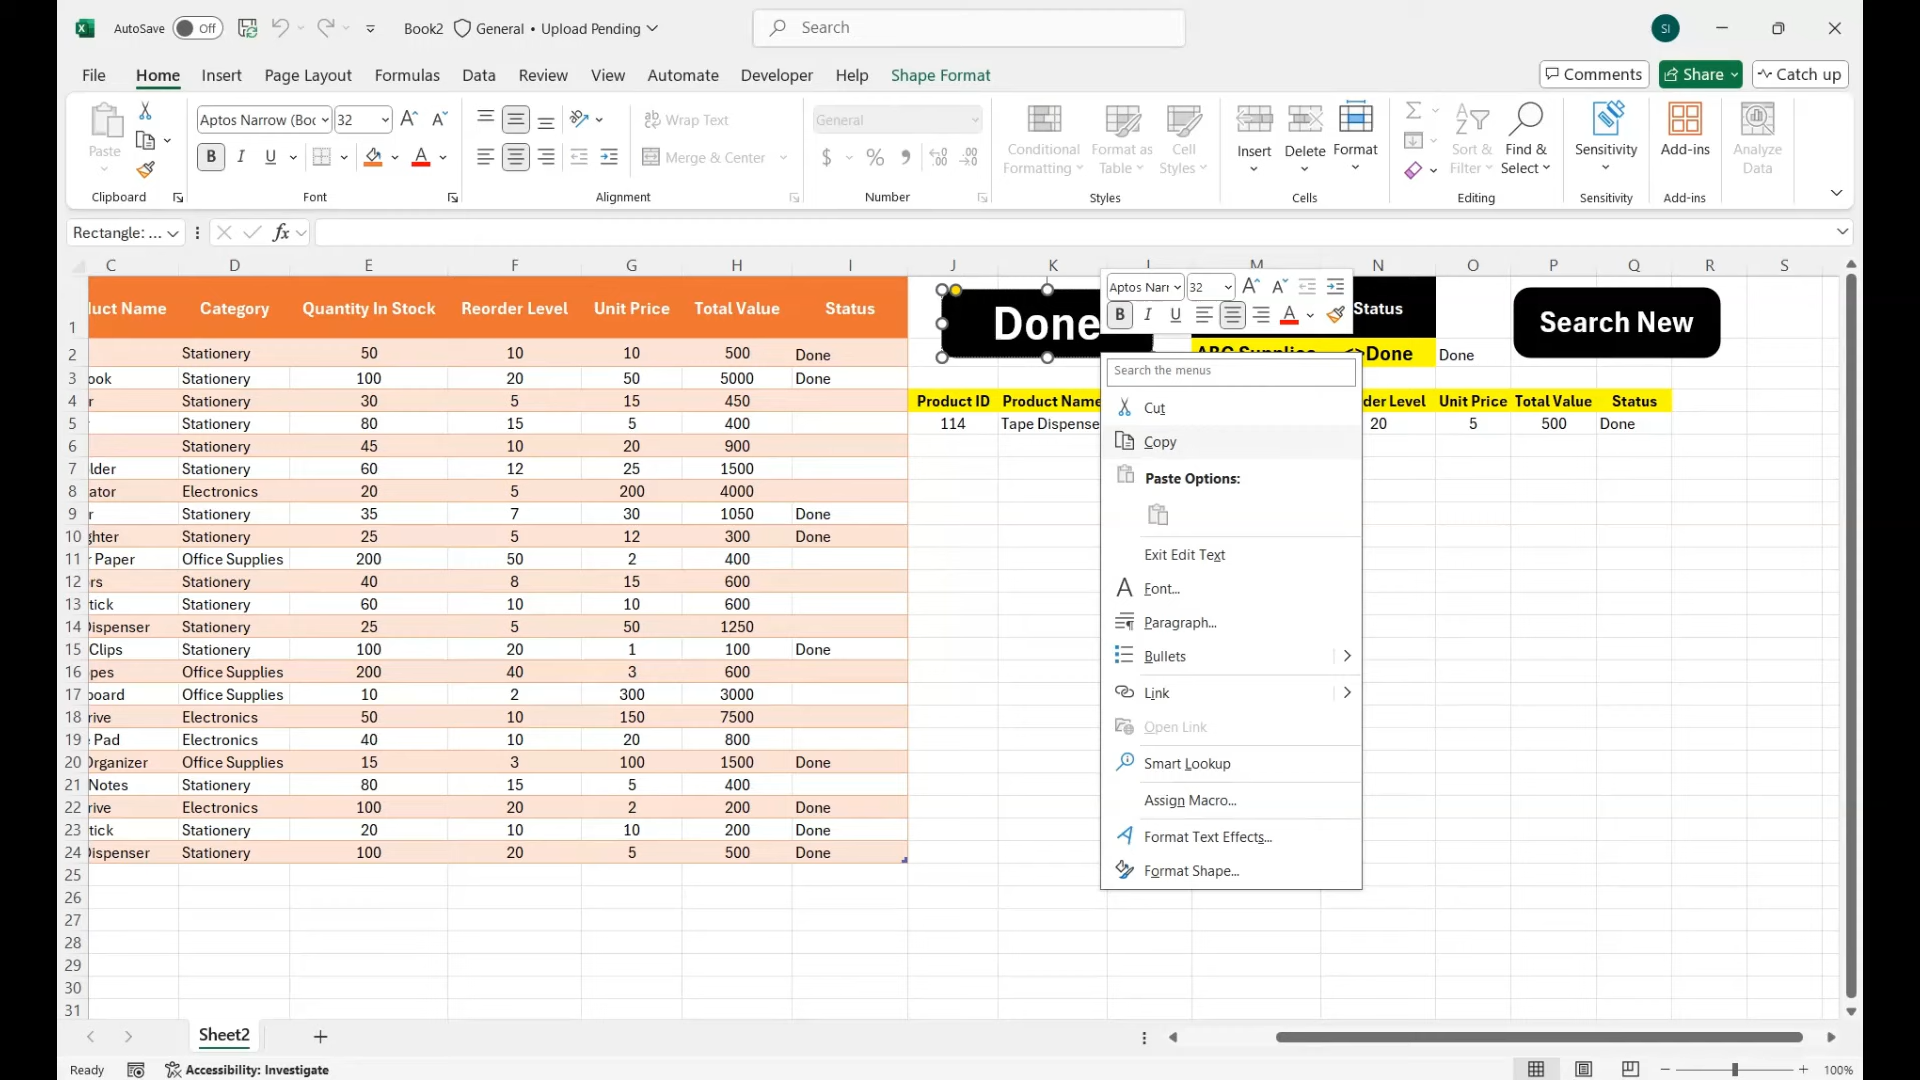 AutoSave Off Book2 General • Upload Pending Search SI
File Home Insert Page Layout Formulas Data Review View Automate Developer Help Shape Format Comments Share Catch up
Paste Aptos Narrow (Boc 32 B I U Wrap Text Merge & Center General $ % Conditional Formatting Format as Table Cell Styles Insert Delete Format Sort & Filter Find & Select Sensitivity Add-ins Analyze Data
Clipboard Font Alignment Number Styles Cells Editing Sensitivity Add-ins
Rectangle: ... fx
C D E F G H I J K M N O P Q R S
1 duct Name Category Quantity In Stock Reorder Level Unit Price Total Value Status Done Status Search New
2 Stationery 50 10 10 500 Done ABC Supplies <>Done Done
3 ook Stationery 100 20 50 5000 Done
4 r Stationery 30 5 15 450 Product ID Product Name der Level Unit Price Total Value Status
5 Stationery 80 15 5 400 114 Tape Dispense 20 5 500 Done
6 Stationery 45 10 20 900
7 lder Stationery 60 12 25 1500
8 ator Electronics 20 5 200 4000
9 r Stationery 35 7 30 1050 Done
10 ghter Stationery 25 5 12 300 Done
11 r Paper Office Supplies 200 50 2 400
12 rs Stationery 40 8 15 600
13 tick Stationery 60 10 10 600
14 Dispenser Stationery 25 5 50 1250
15 Clips Stationery 100 20 1 100 Done
16 pes Office Supplies 200 40 3 600
17 board Office Supplies 10 2 300 3000
18 rive Electronics 50 10 150 7500
19 e Pad Electronics 40 10 20 800
20 Organizer Office Supplies 15 3 100 1500 Done
21 Notes Stationery 80 15 5 400
22 rive Electronics 100 20 2 200 Done
23 tick Stationery 20 10 10 200 Done
24 Dispenser Stationery 100 20 5 500 Done
25
26
27
28
29
30
31
Aptos Narr 32
B I U A
Search the menus
Cut
Copy
Paste Options:
Exit Edit Text
Font...
Paragraph...
Bullets
Link
Open Link
Smart Lookup
Assign Macro...
Format Text Effects...
Format Shape...
Sheet2
Ready Accessibility: Investigate 100%